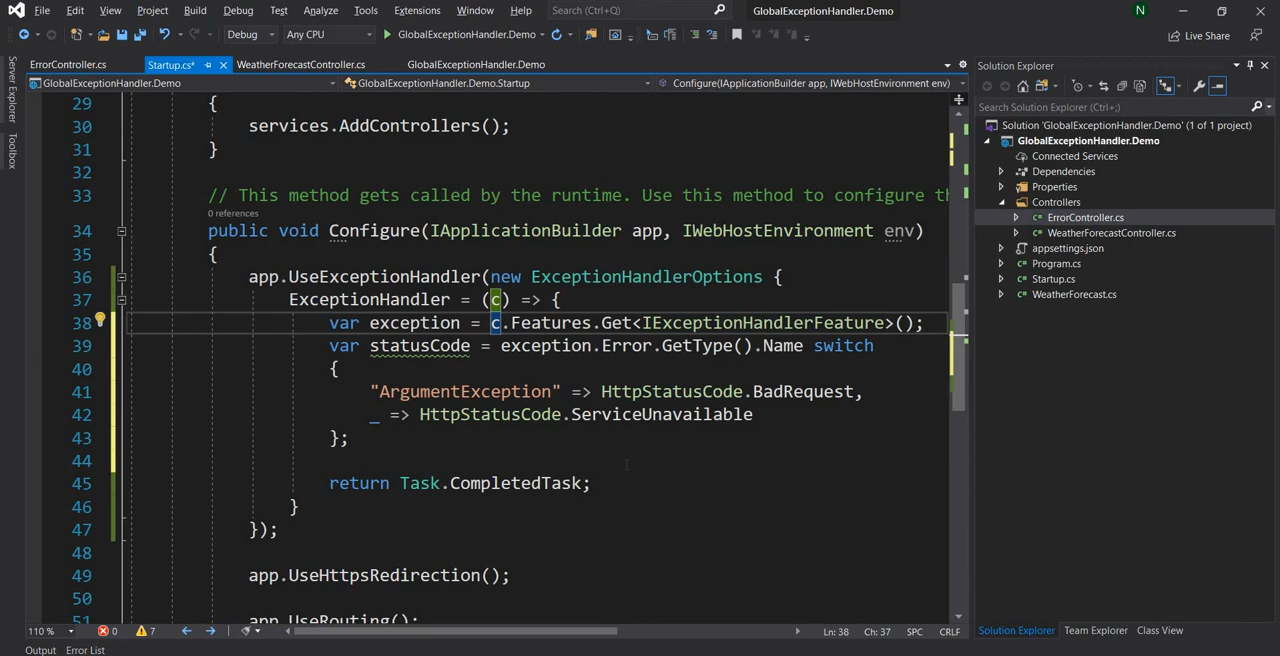 File Edit View Project Build Debug Test Analyze Tools Extensions Window Help Search (Ctrl+Q) GlobalExceptionHandler.Demo N
Debug Any CPU GlobalExceptionHandler.Demo Live Share
ErrorController.cs Startup.cs* WeatherForecastController.cs GlobalExceptionHandler.Demo
GlobalExceptionHandler.Demo GlobalExceptionHandler.Demo.Startup Configure(IApplicationBuilder app, IWebHostEnvironment env)
Server Explorer
Toolbox
29 {
30 services.AddControllers();
31 }
32
33 // This method gets called by the runtime. Use this method to configure th
0 references
34 public void Configure(IApplicationBuilder app, IWebHostEnvironment env)
35 {
36 app.UseExceptionHandler(new ExceptionHandlerOptions {
37 ExceptionHandler = (c) => {
38 var exception = c.Features.Get<IExceptionHandlerFeature>();
39 var statusCode = exception.Error.GetType().Name switch
40 {
41 "ArgumentException" => HttpStatusCode.BadRequest,
42 _ => HttpStatusCode.ServiceUnavailable
43 };
44
45 return Task.CompletedTask;
46 }
47 });
48
49 app.UseHttpsRedirection();
50
51 app.UseRouting();
110 % 0 7 Ln: 38 Ch: 37 SPC CRLF
Output Error List
Solution Explorer
Search Solution Explorer (Ctrl+;)
Solution 'GlobalExceptionHandler.Demo' (1 of 1 project)
GlobalExceptionHandler.Demo
Connected Services
Dependencies
Properties
Controllers
ErrorController.cs
WeatherForecastController.cs
appsettings.json
Program.cs
Startup.cs
WeatherForecast.cs
Solution Explorer Team Explorer Class View